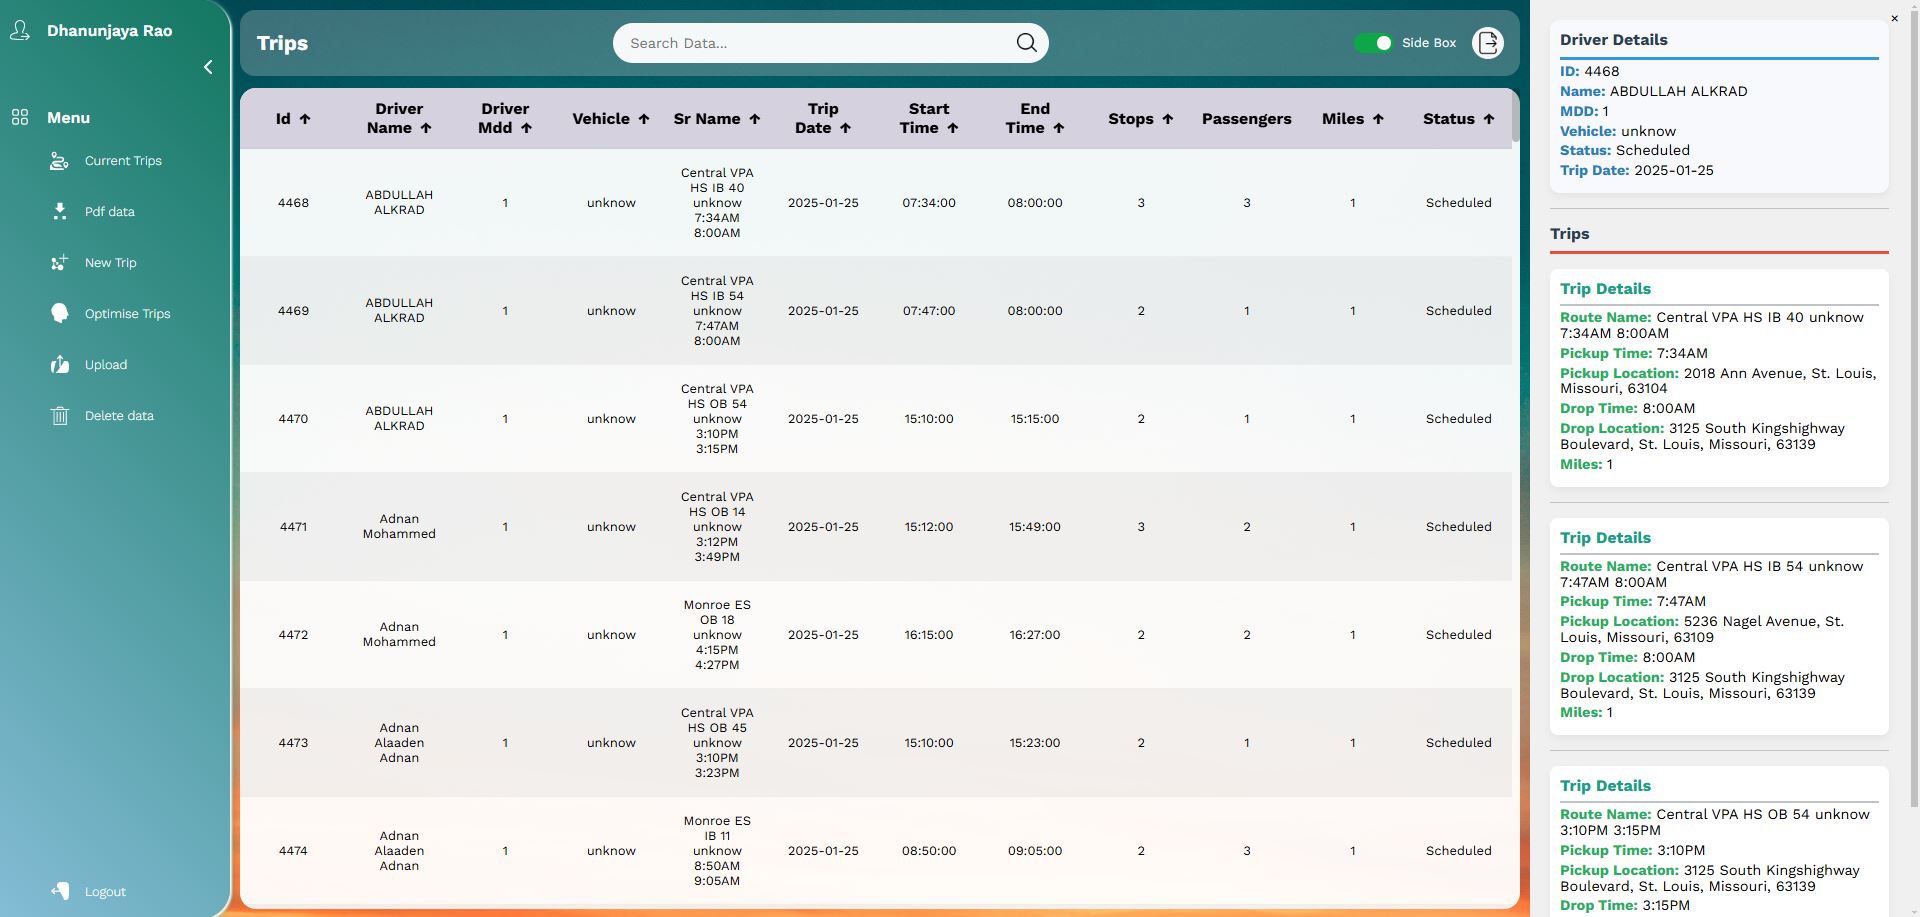 Dhanunjaya Rao
Menu
Current Trips
Pdf data
New Trip
Optimise Trips
Upload
Delete data
Logout
Trips
Search Data...
Side Box
Id ↑ Driver Name ↑ Driver Mdd ↑ Vehicle ↑ Sr Name ↑ Trip Date ↑ Start Time ↑ End Time ↑ Stops ↑ Passengers Miles ↑ Status ↑
4468 ABDULLAH ALKRAD 1 unknow Central VPA HS IB 40 unknow 7:34AM 8:00AM 2025-01-25 07:34:00 08:00:00 3 3 1 Scheduled
4469 ABDULLAH ALKRAD 1 unknow Central VPA HS IB 54 unknow 7:47AM 8:00AM 2025-01-25 07:47:00 08:00:00 2 1 1 Scheduled
4470 ABDULLAH ALKRAD 1 unknow Central VPA HS OB 54 unknow 3:10PM 3:15PM 2025-01-25 15:10:00 15:15:00 2 1 1 Scheduled
4471 Adnan Mohammed 1 unknow Central VPA HS OB 14 unknow 3:12PM 3:49PM 2025-01-25 15:12:00 15:49:00 3 2 1 Scheduled
4472 Adnan Mohammed 1 unknow Monroe ES OB 18 unknow 4:15PM 4:27PM 2025-01-25 16:15:00 16:27:00 2 2 1 Scheduled
4473 Adnan Alaaden Adnan 1 unknow Central VPA HS OB 45 unknow 3:10PM 3:23PM 2025-01-25 15:10:00 15:23:00 2 1 1 Scheduled
4474 Adnan Alaaden Adnan 1 unknow Monroe ES IB 11 unknow 8:50AM 9:05AM 2025-01-25 08:50:00 09:05:00 2 3 1 Scheduled
×
Driver Details
ID: 4468
Name: ABDULLAH ALKRAD
MDD: 1
Vehicle: unknow
Status: Scheduled
Trip Date: 2025-01-25
Trips
Trip Details
Route Name: Central VPA HS IB 40 unknow
7:34AM 8:00AM
Pickup Time: 7:34AM
Pickup Location: 2018 Ann Avenue, St. Louis,
Missouri, 63104
Drop Time: 8:00AM
Drop Location: 3125 South Kingshighway
Boulevard, St. Louis, Missouri, 63139
Miles: 1
Trip Details
Route Name: Central VPA HS IB 54 unknow
7:47AM 8:00AM
Pickup Time: 7:47AM
Pickup Location: 5236 Nagel Avenue, St.
Louis, Missouri, 63109
Drop Time: 8:00AM
Drop Location: 3125 South Kingshighway
Boulevard, St. Louis, Missouri, 63139
Miles: 1
Trip Details
Route Name: Central VPA HS OB 54 unknow
3:10PM 3:15PM
Pickup Time: 3:10PM
Pickup Location: 3125 South Kingshighway
Boulevard, St. Louis, Missouri, 63139
Drop Time: 3:15PM